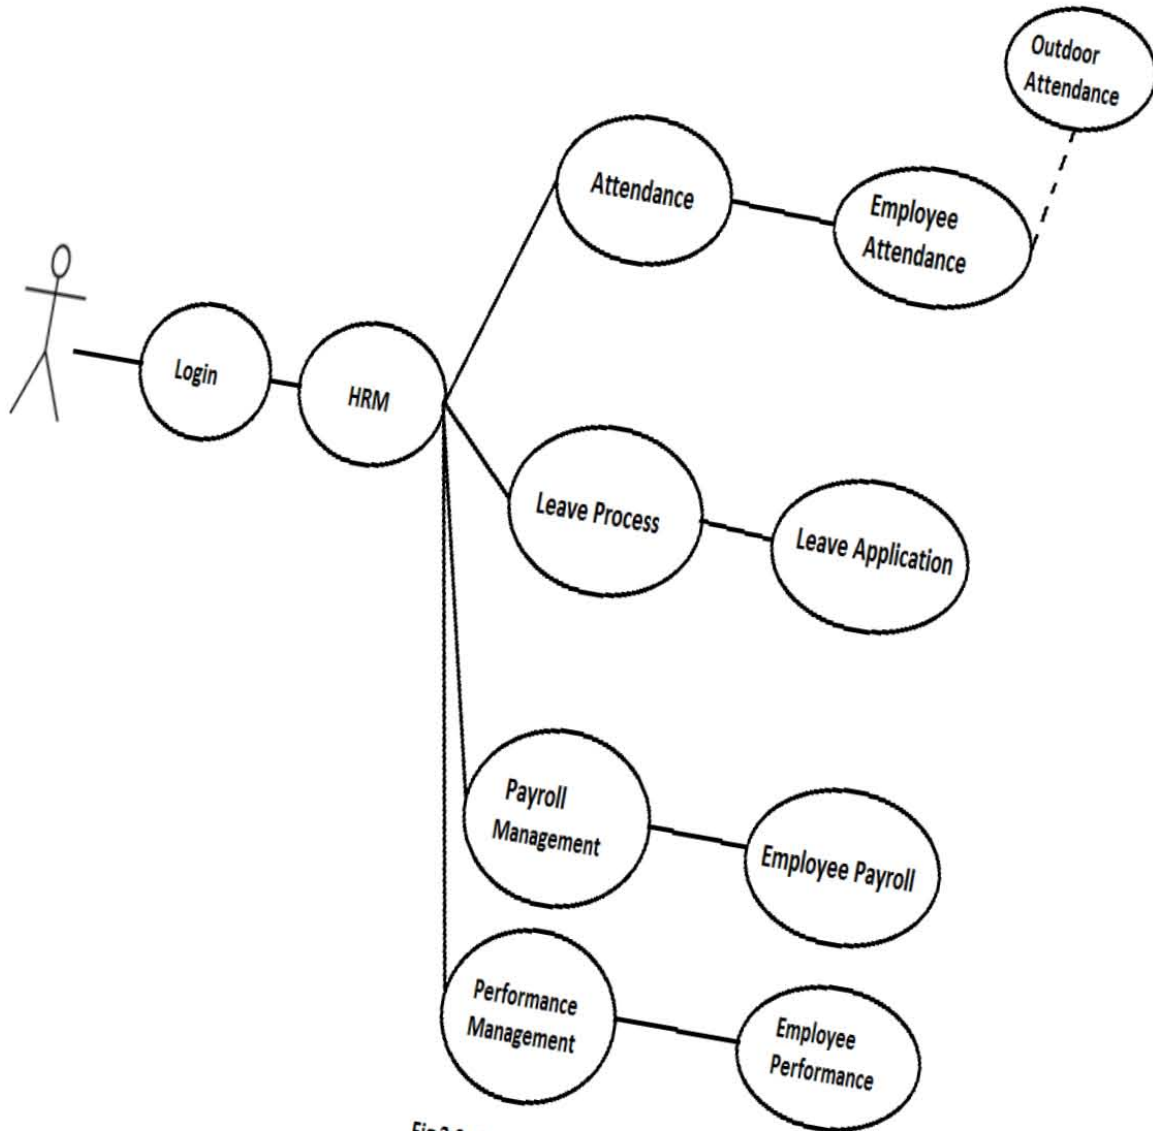 Outdoor
Attendance
Attendance
Employee
Attendance
Login
HRM
Leave Process
Leave Application
Payroll
Management
Employee Payroll
Performance
Management
Employee
Performance